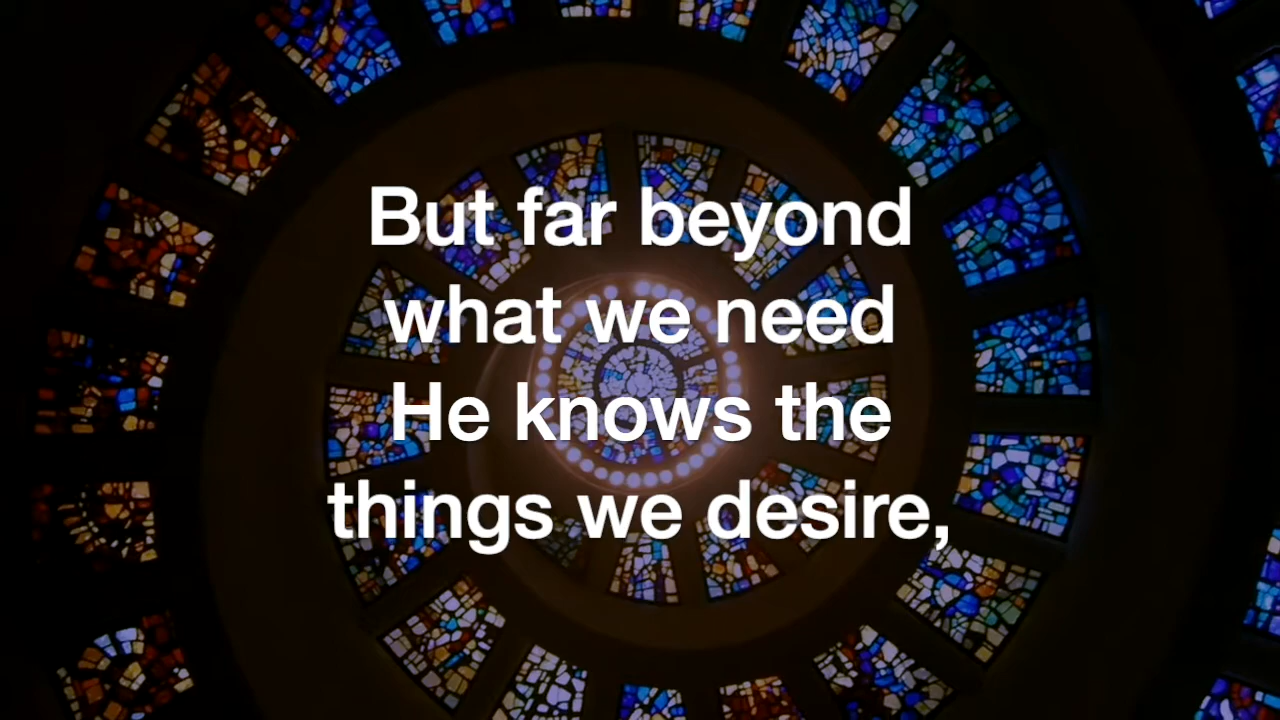 But far beyond
what we need
He knows the
things we desire,